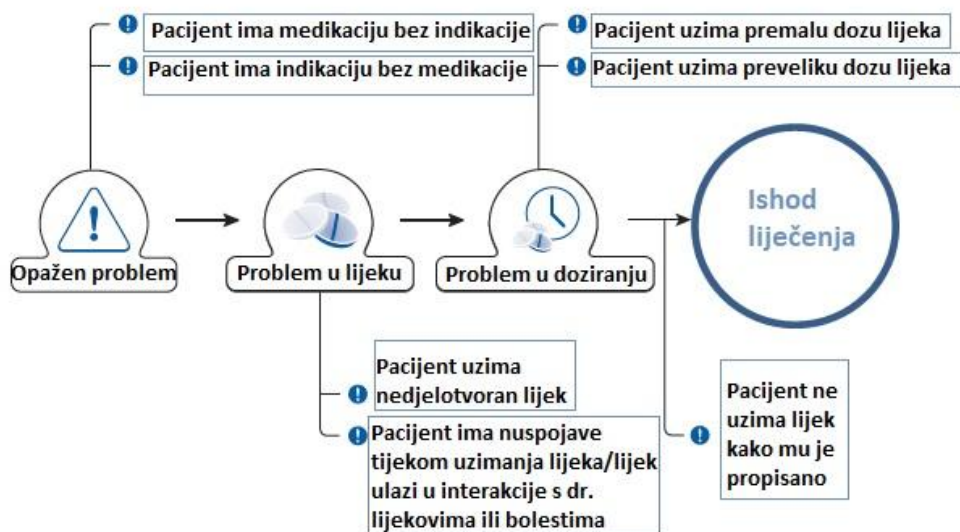 Pacijent ima medikaciju bez indikacije
Pacijent ima indikaciju bez medikacije
Pacijent uzima premalu dozu lijeka
Pacijent uzima preveliku dozu lijeka
Opažen problem
Problem u lijeku
Problem u doziranju
Ishod
liječenja
Pacijent uzima
nedjelotvoran lijek
Pacijent ima nuspojave
tijekom uzimanja lijeka/lijek
ulazi u interakcije s dr.
lijekovima ili bolestima
Pacijent ne
uzima lijek
kako mu je
propisano